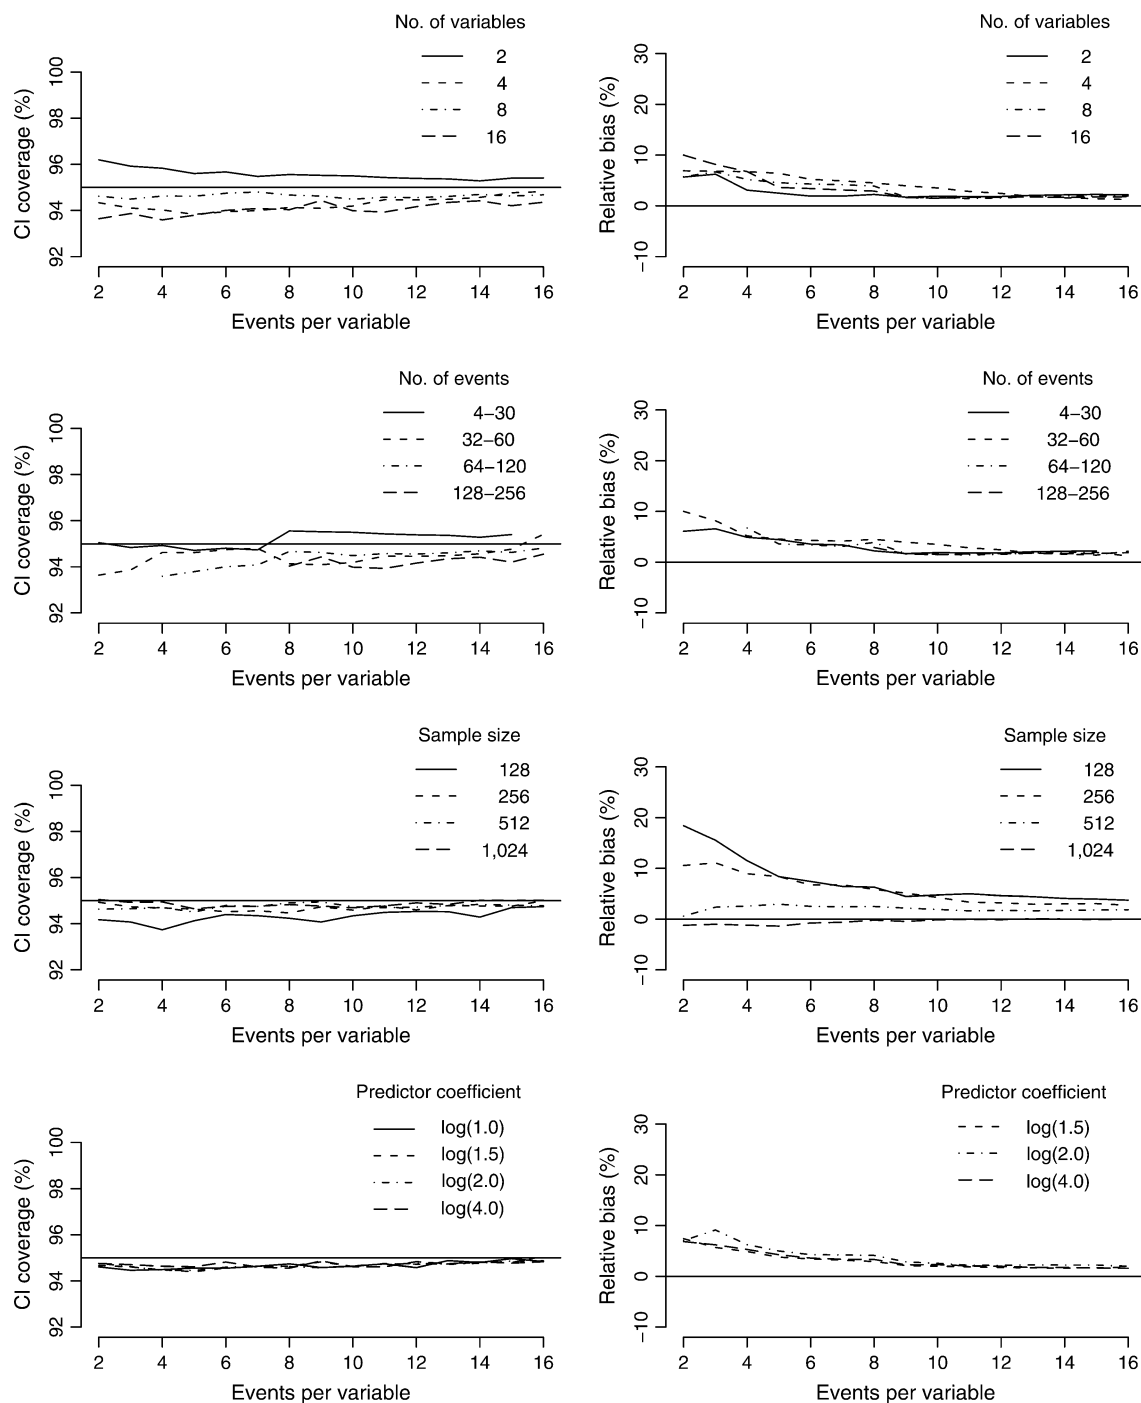 No. of variables
2
4
8
16
CI coverage (%)
100
98
96
94
92
2 4 6 8 10 12 14 16
Events per variable
No. of variables
2
4
8
16
Relative bias (%)
30
20
10
0
−10
2 4 6 8 10 12 14 16
Events per variable
No. of events
4−30
32−60
64−120
128−256
CI coverage (%)
100
98
96
94
92
2 4 6 8 10 12 14 16
Events per variable
No. of events
4−30
32−60
64−120
128−256
Relative bias (%)
30
20
10
0
−10
2 4 6 8 10 12 14 16
Events per variable
Sample size
128
256
512
1,024
CI coverage (%)
100
98
96
94
92
2 4 6 8 10 12 14 16
Events per variable
Sample size
128
256
512
1,024
Relative bias (%)
30
20
10
0
−10
2 4 6 8 10 12 14 16
Events per variable
Predictor coefficient
log(1.0)
log(1.5)
log(2.0)
log(4.0)
CI coverage (%)
100
98
96
94
92
2 4 6 8 10 12 14 16
Events per variable
Predictor coefficient
log(1.5)
log(2.0)
log(4.0)
Relative bias (%)
30
20
10
0
−10
2 4 6 8 10 12 14 16
Events per variable